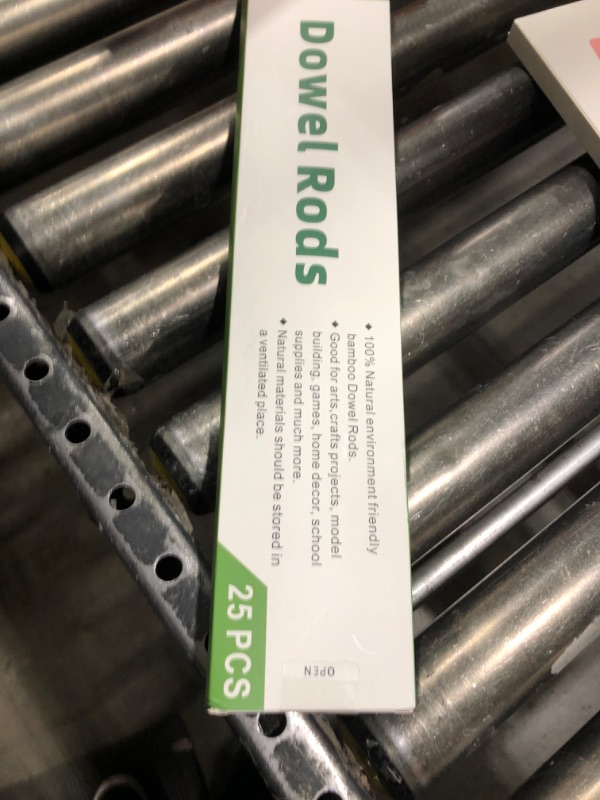 Dowel Rods
◆ 100% Natural environment friendly
bamboo Dowel Rods.
◆ Good for arts,crafts projects, model
building, games, home decor, school
supplies and much more.
◆ Natural materials should be stored in
a ventilated place.
25 PCS
OPEN